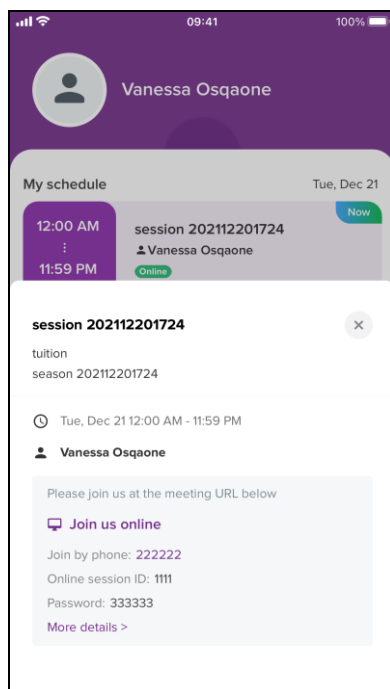 09:41
100%
Vanessa Osqaone
My schedule
Tue, Dec 21
Now
12:00 AM
11:59 PM
session 202112201724
Vanessa Osqaone
Online
session 202112201724
tuition
season 202112201724
Tue, Dec 21 12:00 AM - 11:59 PM
Vanessa Osqaone
Please join us at the meeting URL below
Join us online
Join by phone: 222222
Online session ID: 1111
Password: 333333
More details >